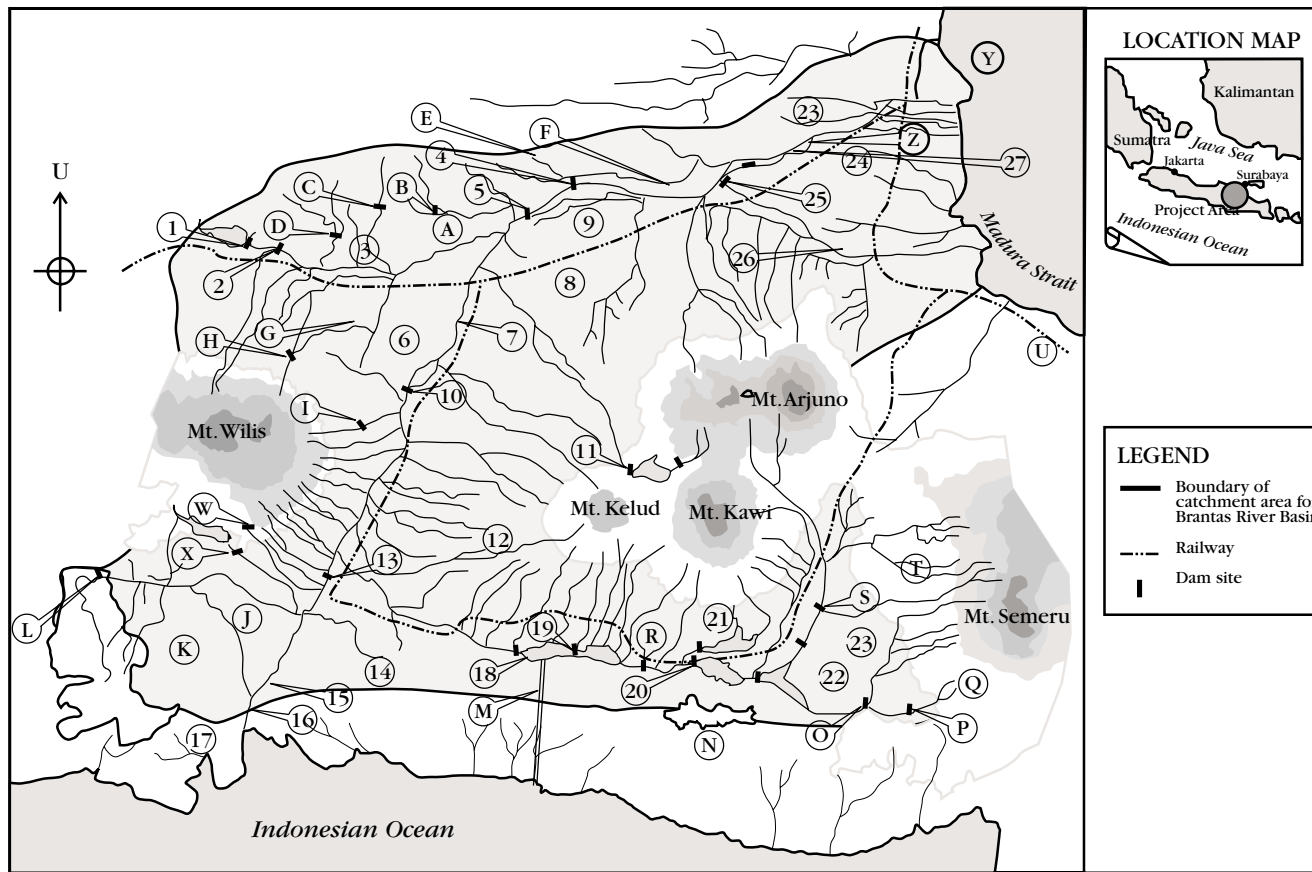 U
E
4
C
B
5
1
D
3
A
2
H
G
I
F
23
Y
Z
24
27
9
25
26
8
Madura Strait
6
7
U
10
Mt. Wilis
Mt. Arjuno
11
Mt. Kelud
Mt. Kawi
W
X
12
13
T
S
Mt. Semeru
L
J
K
19
R
21
23
14
18
20
22
Q
15
M
16
N
O
P
17
Indonesian Ocean
LOCATION MAP
Kalimantan
Sumatra
Java Sea
Jakarta
Surabaya
Project Area
Indonesian Ocean
LEGEND
Boundary of
catchment area fo
Brantas River Basin
Railway
Dam site